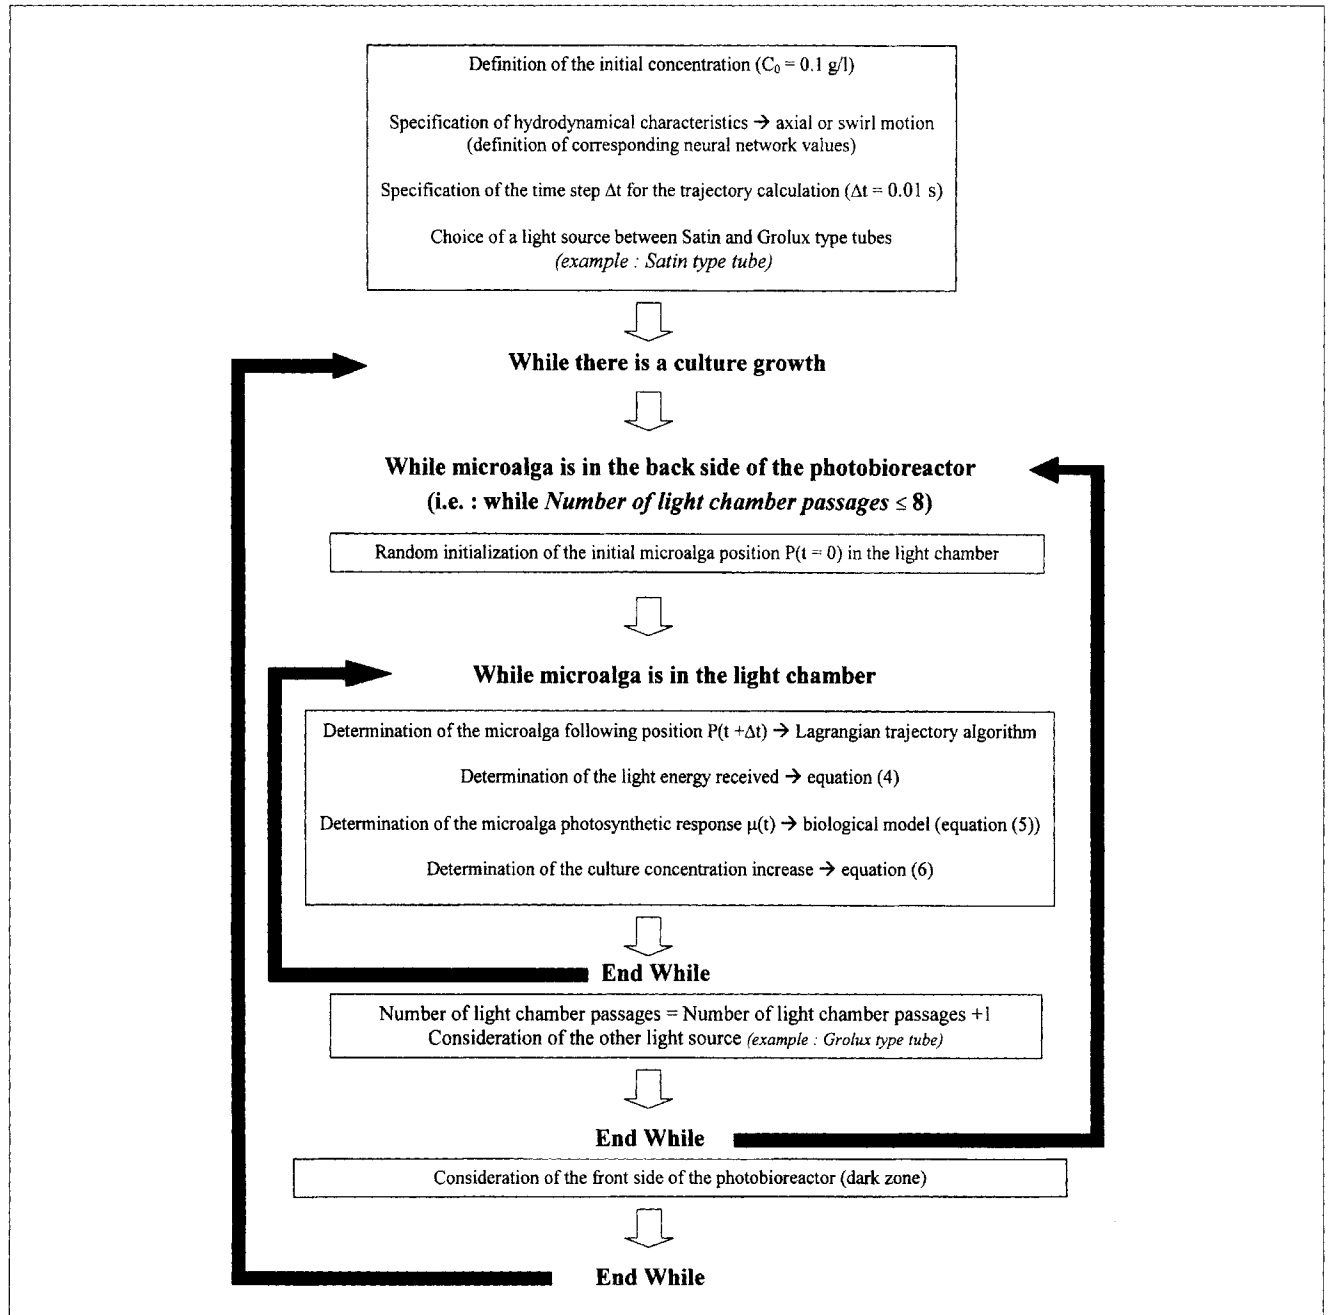 Definition of the initial concentration (C₀ = 0.1 g/l)
Specification of hydrodynamical characteristics → axial or swirl motion
(definition of corresponding neural network values)
Specification of the time step Δt for the trajectory calculation (Δt = 0.01 s)
Choice of a light source between Satin and Grolux type tubes
(example : Satin type tube)
While there is a culture growth
While microalga is in the back side of the photobioreactor
(i.e. : while Number of light chamber passages ≤ 8)
Random initialization of the initial microalga position P(t = 0) in the light chamber
While microalga is in the light chamber
Determination of the microalga following position P(t +Δt) → Lagrangian trajectory algorithm
Determination of the light energy received → equation (4)
Determination of the microalga photosynthetic response μ(t) → biological model (equation (5))
Determination of the culture concentration increase → equation (6)
End While
Number of light chamber passages = Number of light chamber passages +1
Consideration of the other light source (example : Grolux type tube)
End While
Consideration of the front side of the photobioreactor (dark zone)
End While